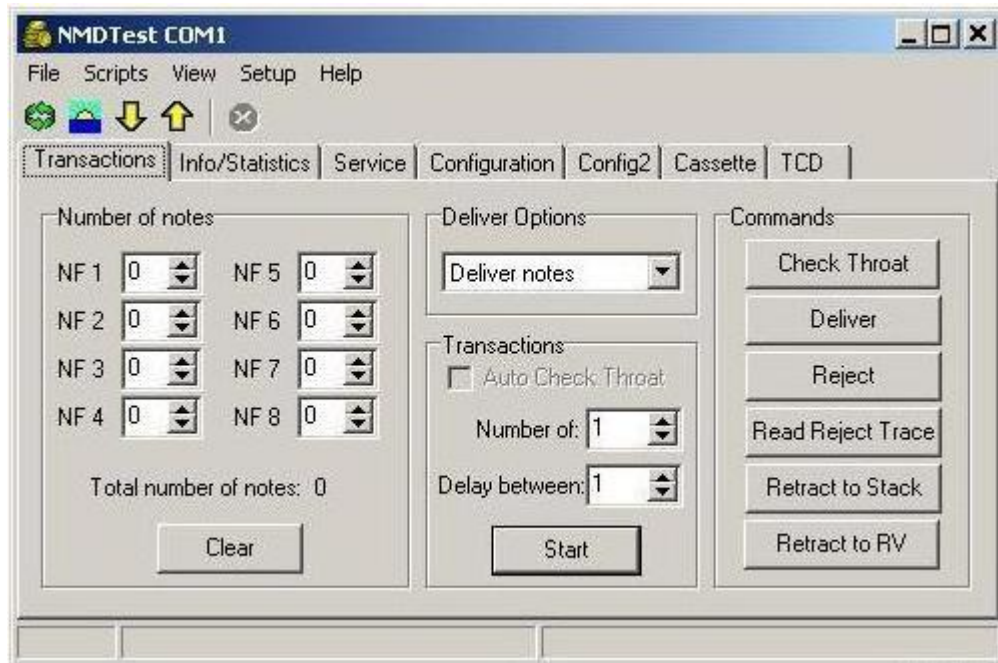 NMDTest COM1
File Scripts View Setup Help
Transactions Info/Statistics Service Configuration Config2 Cassette TCD
Number of notes
NF 1 0 NF 5 0
NF 2 0 NF 6 0
NF 3 0 NF 7 0
NF 4 0 NF 8 0
Total number of notes: 0
Clear
Deliver Options
Deliver notes
Transactions
Auto Check Throat
Number of: 1
Delay between: 1
Start
Commands
Check Throat
Deliver
Reject
Read Reject Trace
Retract to Stack
Retract to RV